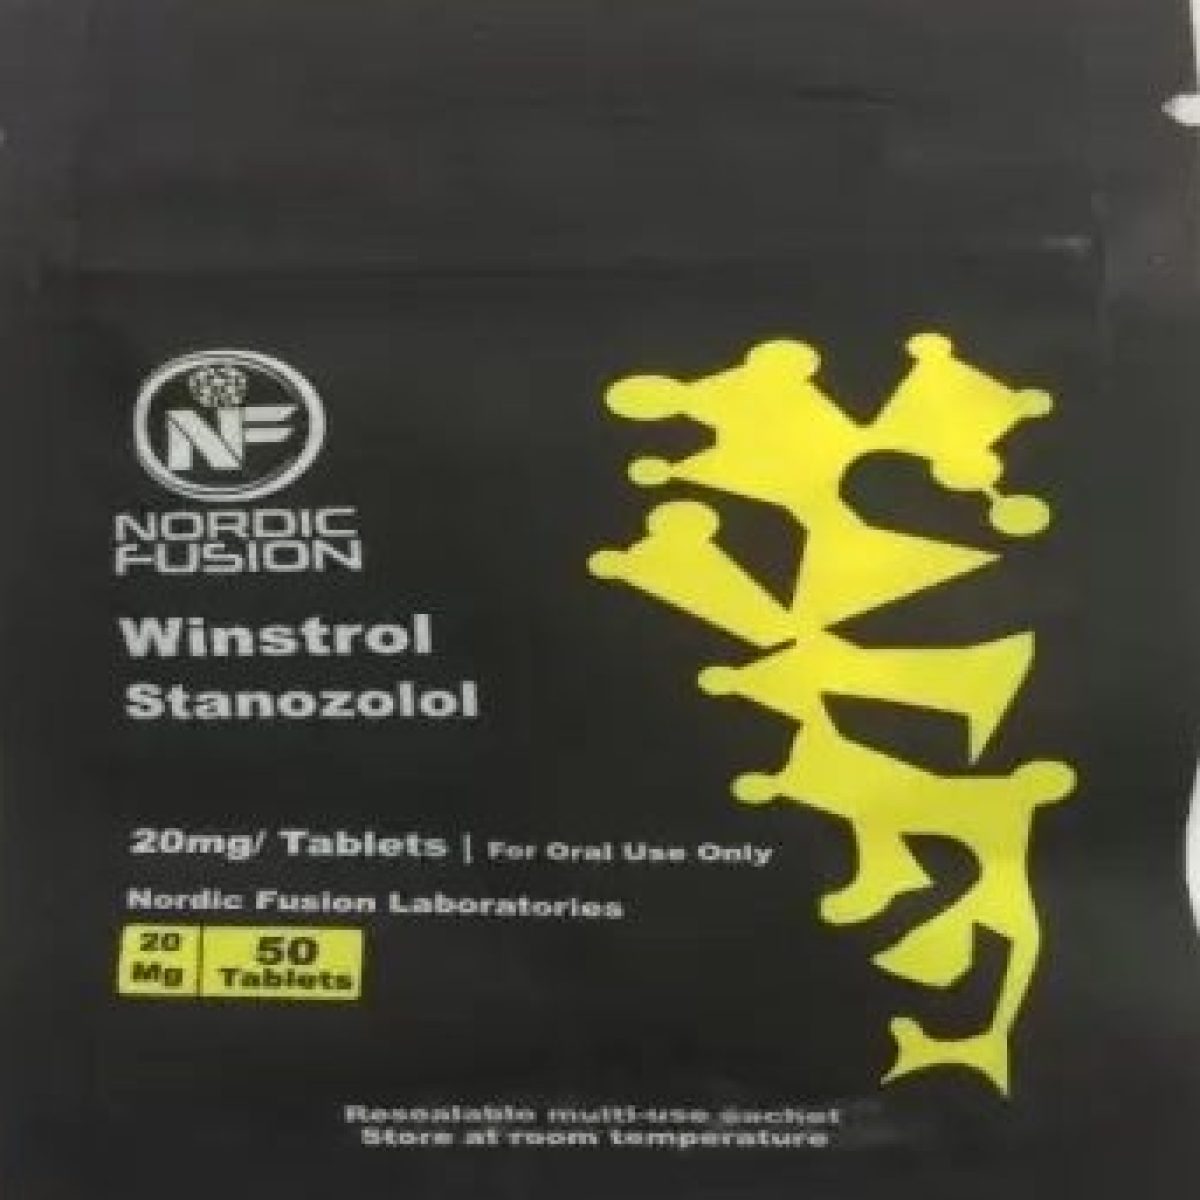 NF
NORDIC
FUSION
Winstrol
Stanozolol
20mg/ Tablets | For Oral Use Only
Nordic Fusion Laboratories
20
Mg
50
Tablets
Resealable multi-use sachet
Store at room temperature